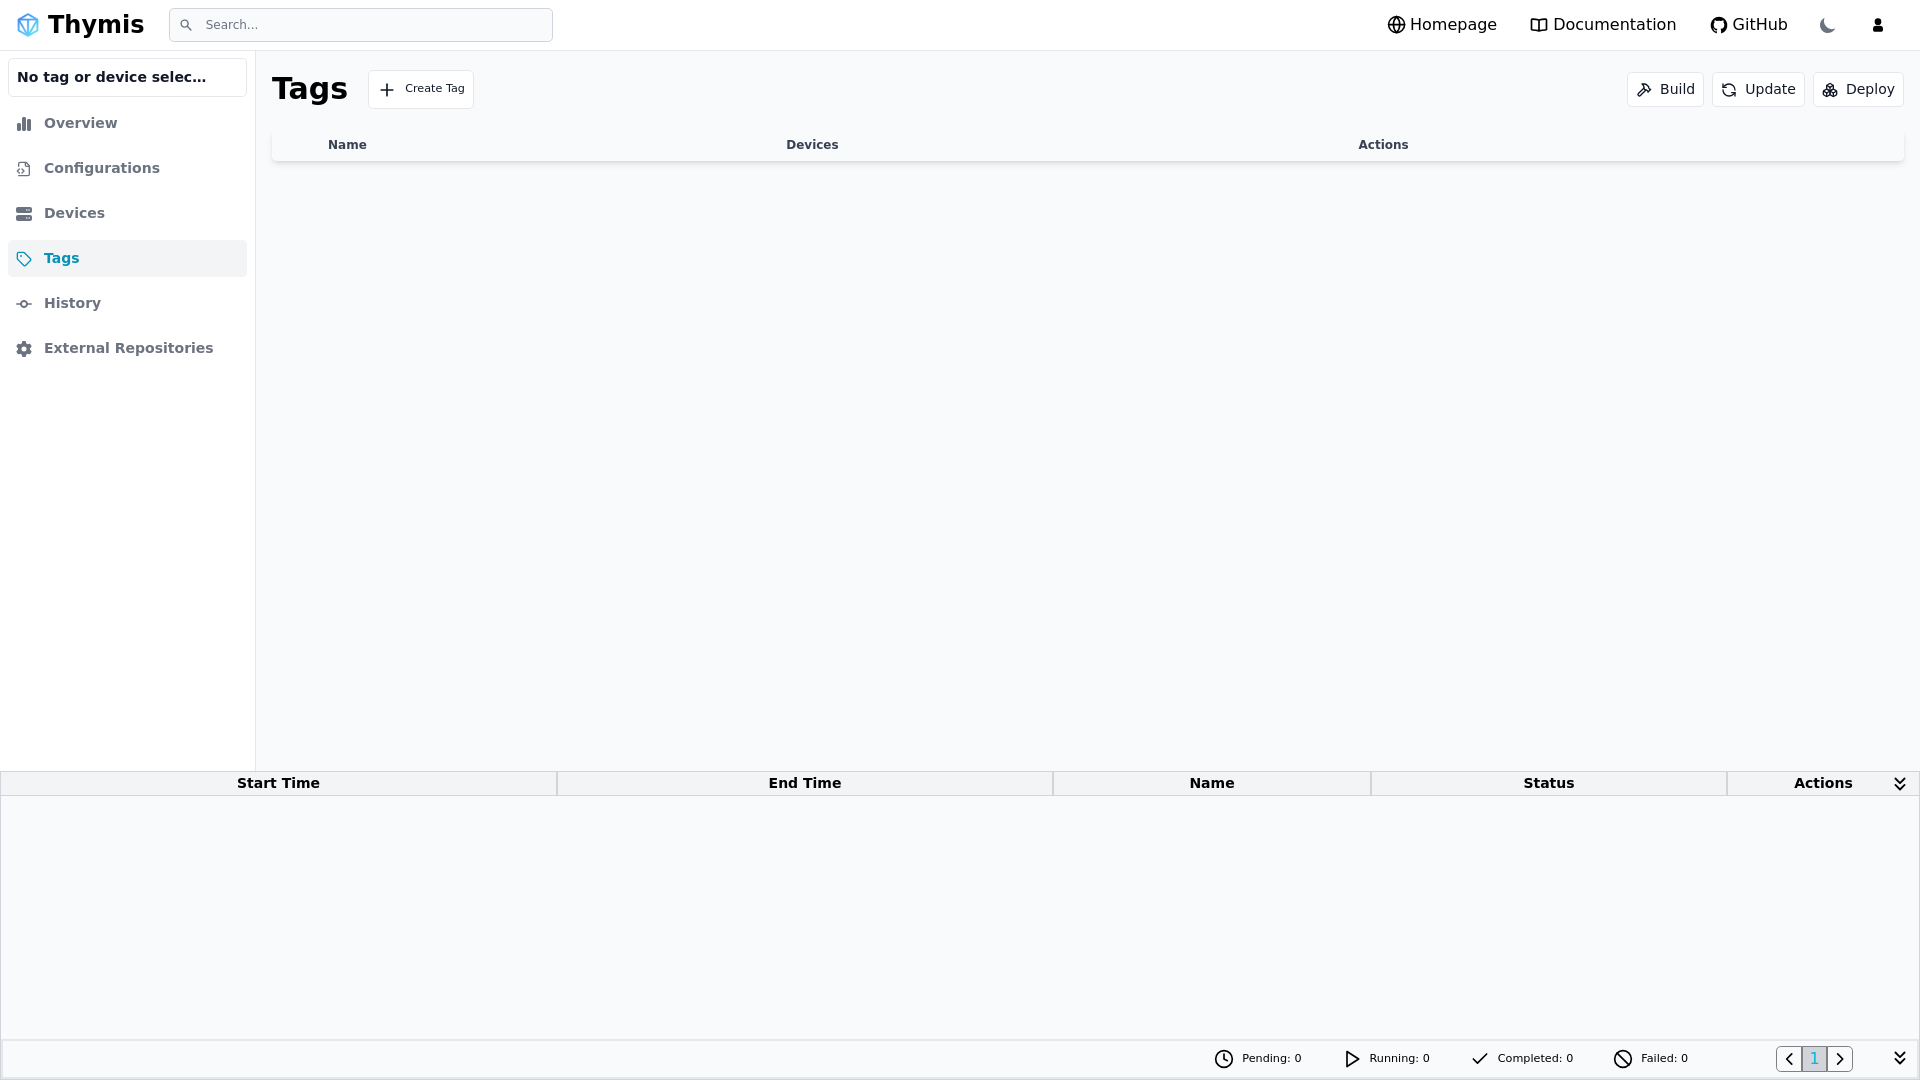 Thymis
Search...
Homepage
Documentation
GitHub
No tag or device selec...
Overview
Configurations
Devices
Tags
History
External Repositories
Tags
Create Tag
Build
Update
Deploy
Name Devices Actions
Start Time End Time Name Status Actions
Pending: 0
Running: 0
Completed: 0
Failed: 0
1